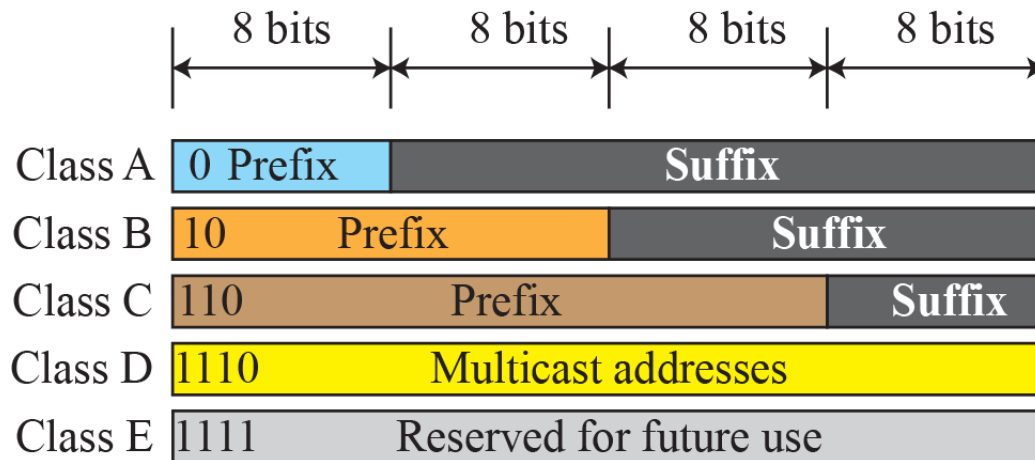 8 bits 8 bits 8 bits 8 bits
Class A 0 Prefix Suffix
Class B 10 Prefix Suffix
Class C 110 Prefix Suffix
Class D 1110 Multicast addresses
Class E 1111 Reserved for future use